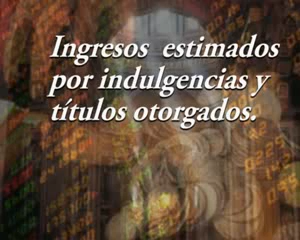 Ingresos estimados
por indulgencias y
títulos otorgados.